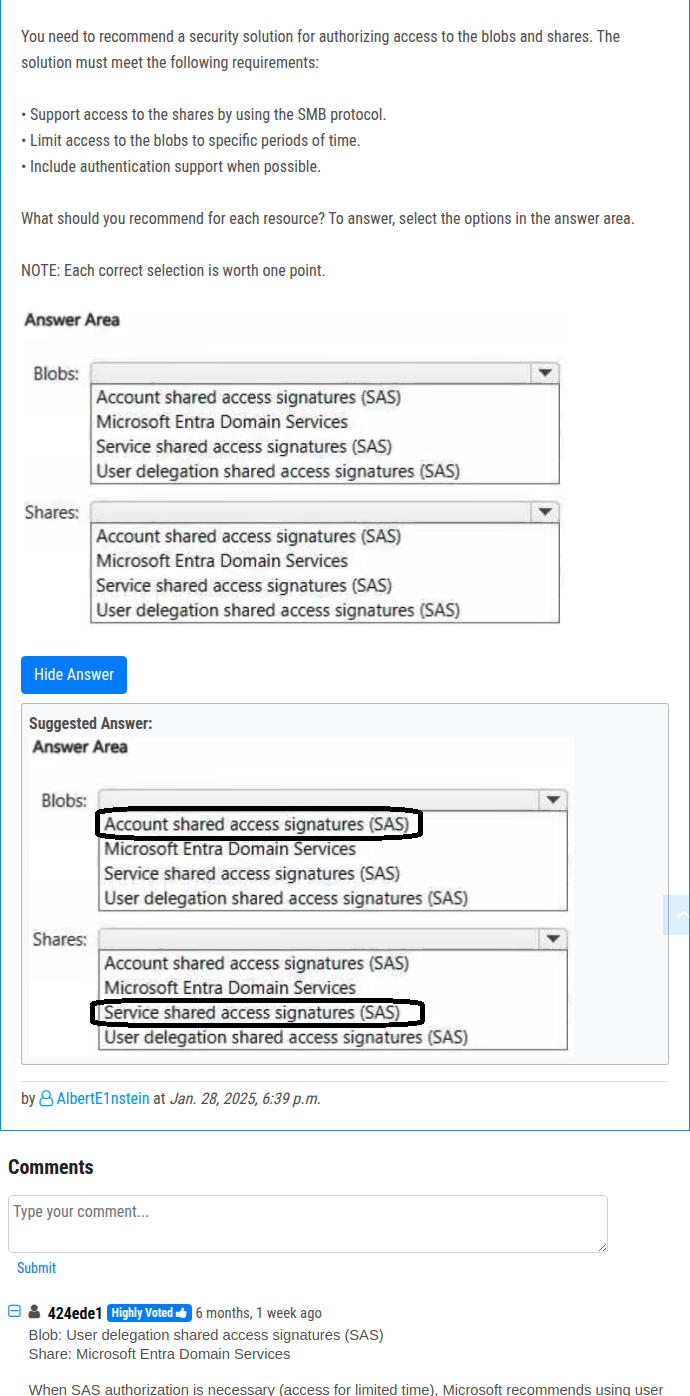 You need to recommend a security solution for authorizing access to the blobs and shares. The
solution must meet the following requirements:
• Support access to the shares by using the SMB protocol.
• Limit access to the blobs to specific periods of time.
• Include authentication support when possible.
What should you recommend for each resource? To answer, select the options in the answer area.
NOTE: Each correct selection is worth one point.
Answer Area
Blobs:
Account shared access signatures (SAS)
Microsoft Entra Domain Services
Service shared access signatures (SAS)
User delegation shared access signatures (SAS)
Shares:
Account shared access signatures (SAS)
Microsoft Entra Domain Services
Service shared access signatures (SAS)
User delegation shared access signatures (SAS)
Hide Answer
Suggested Answer:
Answer Area
Blobs:
Account shared access signatures (SAS)
Microsoft Entra Domain Services
Service shared access signatures (SAS)
User delegation shared access signatures (SAS)
Shares:
Account shared access signatures (SAS)
Microsoft Entra Domain Services
Service shared access signatures (SAS)
User delegation shared access signatures (SAS)
by AlbertE1nstein at Jan. 28, 2025, 6:39 p.m.
Comments
Type your comment...
Submit
424ede1 Highly Voted 6 months, 1 week ago
Blob: User delegation shared access signatures (SAS)
Share: Microsoft Entra Domain Services
When SAS authorization is necessary (access for limited time), Microsoft recommends using user